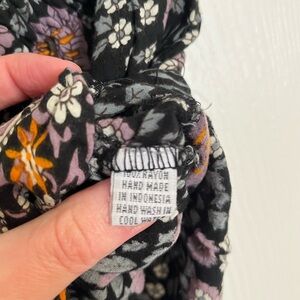 100% RAYON
HAND MADE
IN INDONESIA
HAND WASH IN
COOL WATER